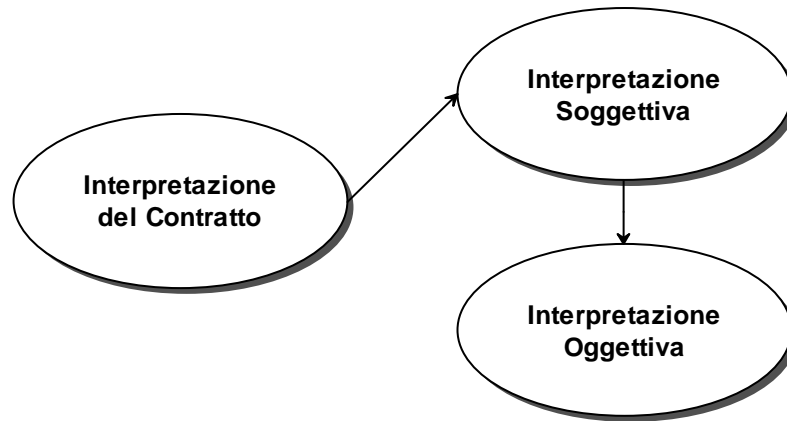 Interpretazione
Soggettiva
Interpretazione
del Contratto
Interpretazione
Oggettiva